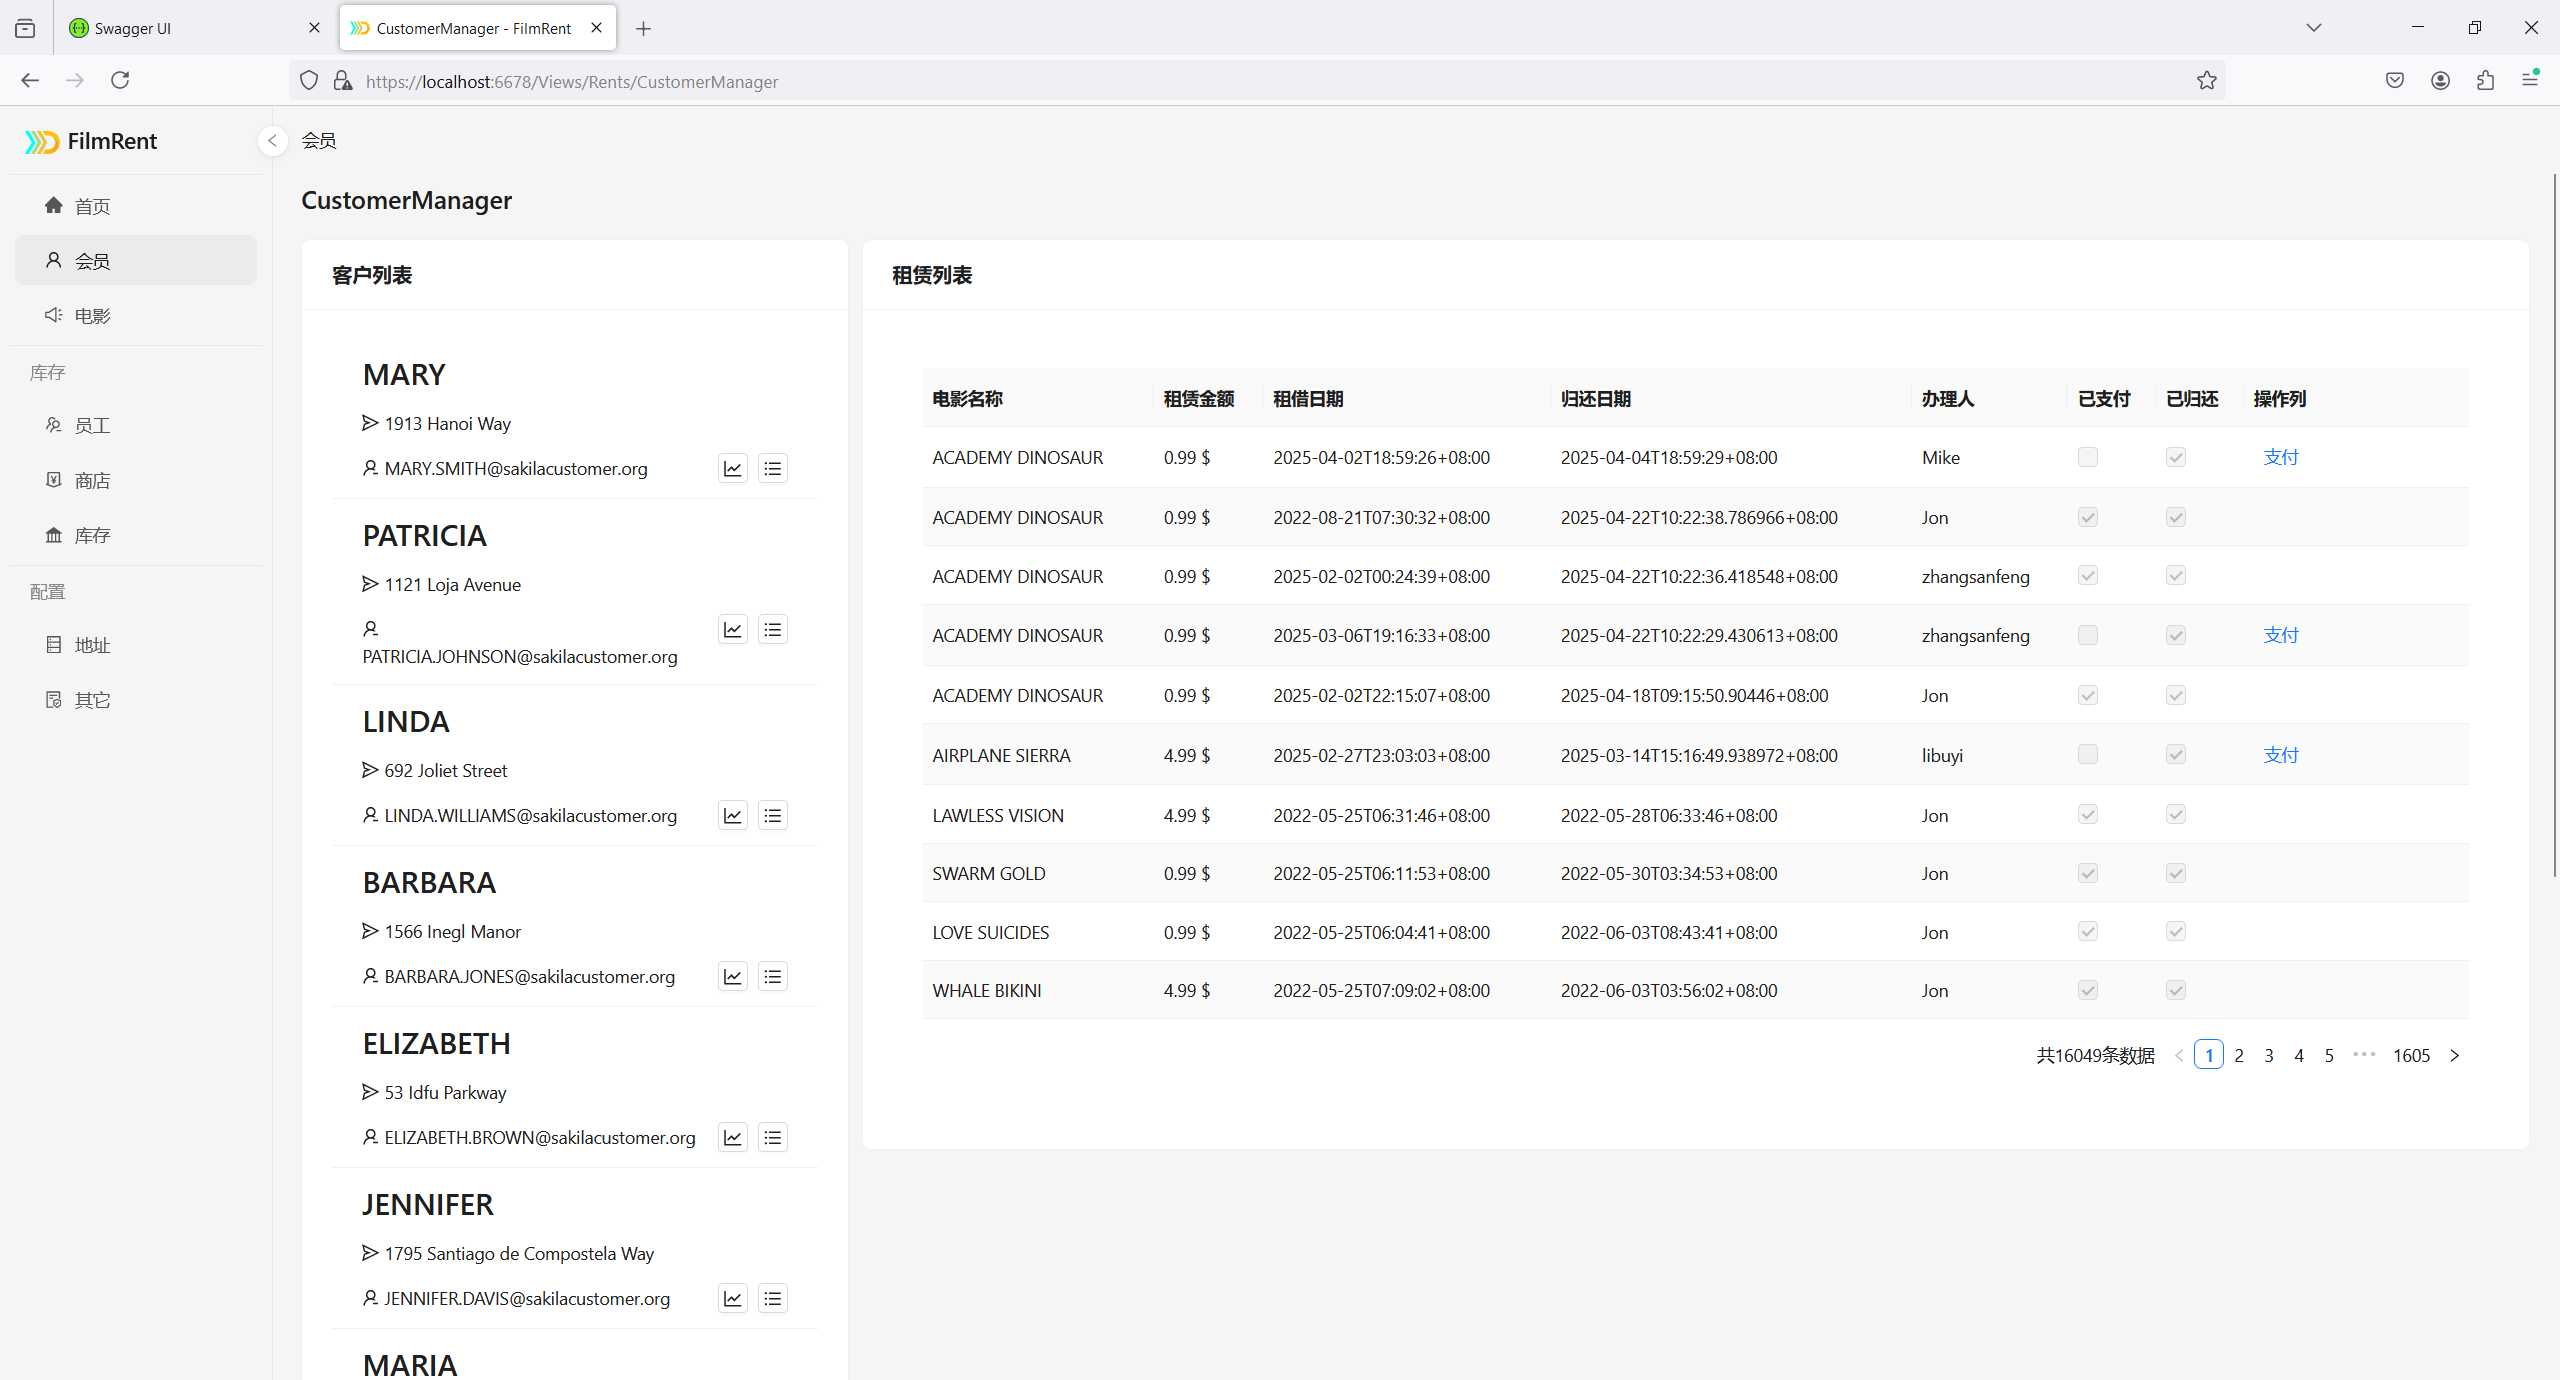 Swagger UI
CustomerManager - FilmRent
https://localhost:6678/Views/Rents/CustomerManager
FilmRent
首页
会员
电影
库存
员工
商店
库存
配置
地址
其它
会员
CustomerManager
客户列表
MARY
1913 Hanoi Way
MARY.SMITH@sakilacustomer.org
PATRICIA
1121 Loja Avenue
PATRICIA.JOHNSON@sakilacustomer.org
LINDA
692 Joliet Street
LINDA.WILLIAMS@sakilacustomer.org
BARBARA
1566 Inegl Manor
BARBARA.JONES@sakilacustomer.org
ELIZABETH
53 Idfu Parkway
ELIZABETH.BROWN@sakilacustomer.org
JENNIFER
1795 Santiago de Compostela Way
JENNIFER.DAVIS@sakilacustomer.org
MARIA
租赁列表
电影名称 租赁金额 租借日期 归还日期 办理人 已支付 已归还 操作列
ACADEMY DINOSAUR 0.99 $ 2025-04-02T18:59:26+08:00 2025-04-04T18:59:29+08:00 Mike 支付
ACADEMY DINOSAUR 0.99 $ 2022-08-21T07:30:32+08:00 2025-04-22T10:22:38.786966+08:00 Jon
ACADEMY DINOSAUR 0.99 $ 2025-02-02T00:24:39+08:00 2025-04-22T10:22:36.418548+08:00 zhangsanfeng
ACADEMY DINOSAUR 0.99 $ 2025-03-06T19:16:33+08:00 2025-04-22T10:22:29.430613+08:00 zhangsanfeng 支付
ACADEMY DINOSAUR 0.99 $ 2025-02-02T22:15:07+08:00 2025-04-18T09:15:50.90446+08:00 Jon
AIRPLANE SIERRA 4.99 $ 2025-02-27T23:03:03+08:00 2025-03-14T15:16:49.938972+08:00 libuyi 支付
LAWLESS VISION 4.99 $ 2022-05-25T06:31:46+08:00 2022-05-28T06:33:46+08:00 Jon
SWARM GOLD 0.99 $ 2022-05-25T06:11:53+08:00 2022-05-30T03:34:53+08:00 Jon
LOVE SUICIDES 0.99 $ 2022-05-25T06:04:41+08:00 2022-06-03T08:43:41+08:00 Jon
WHALE BIKINI 4.99 $ 2022-05-25T07:09:02+08:00 2022-06-03T03:56:02+08:00 Jon
共16049条数据 1 2 3 4 5 ••• 1605